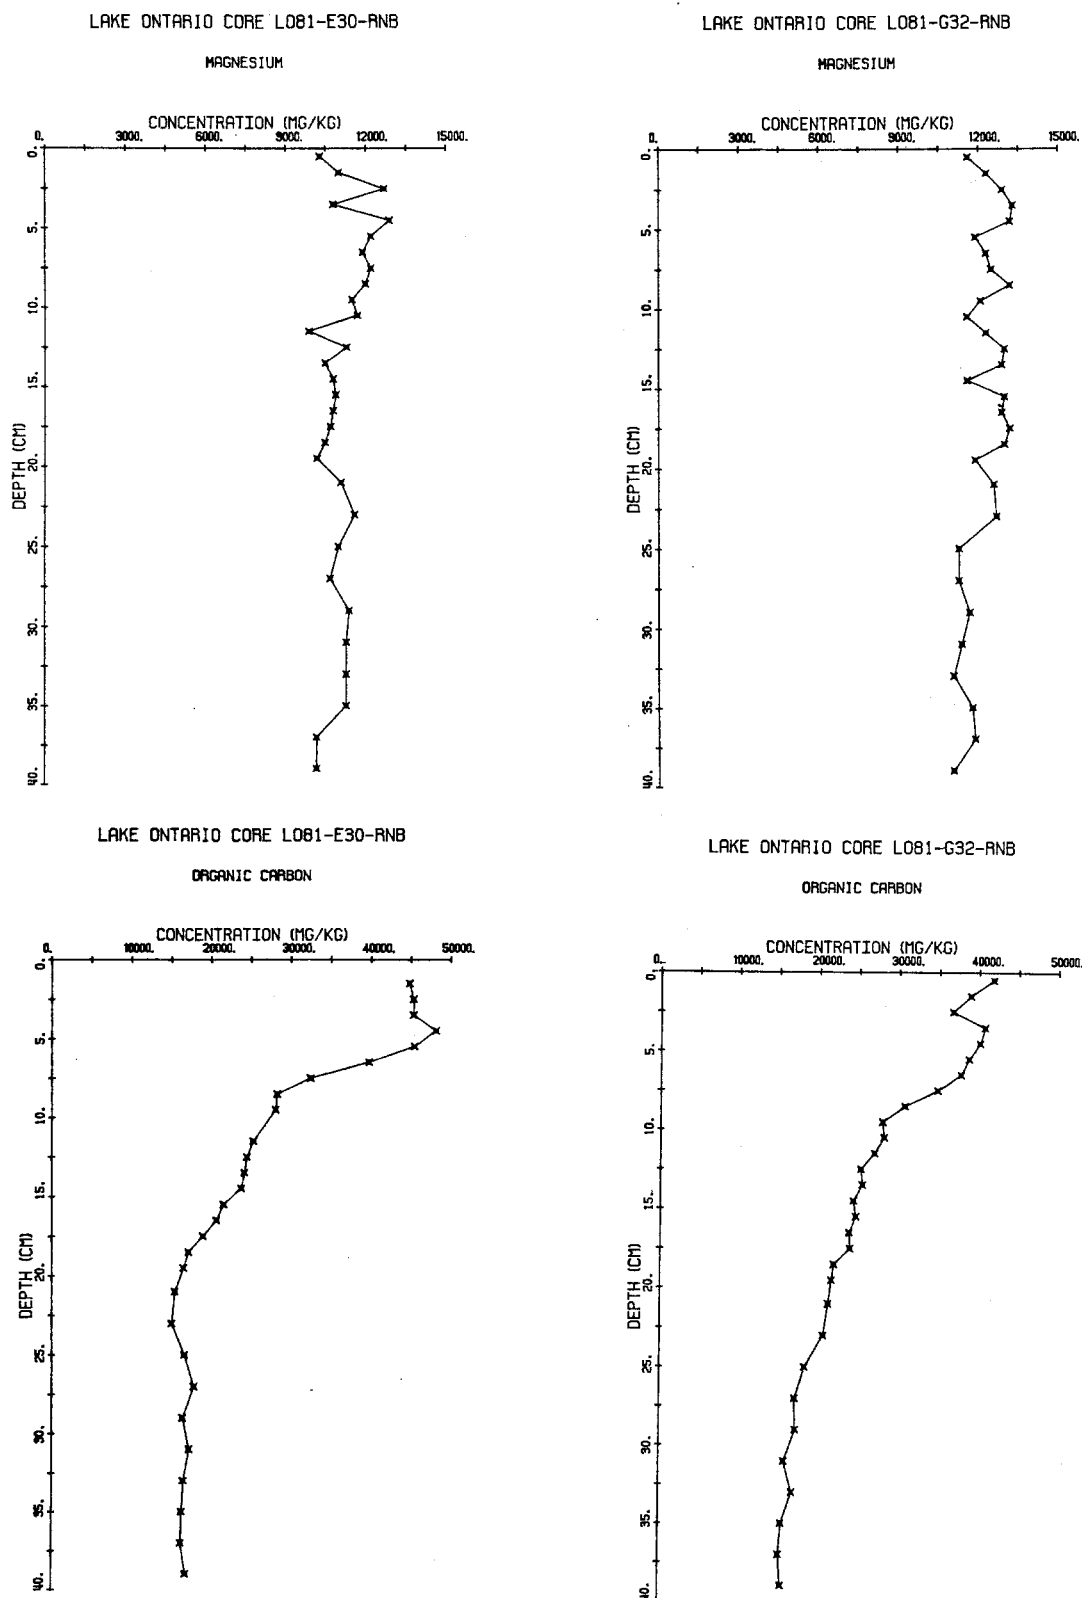 LAKE ONTARIO CORE LO81-E30-RNB
MAGNESIUM
CONCENTRATION (MG/KG)
0. 3000. 6000. 9000. 12000. 15000.
DEPTH (CM)
0.
5.
10.
15.
20.
25.
30.
35.
40.
LAKE ONTARIO CORE LO81-G32-RNB
MAGNESIUM
CONCENTRATION (MG/KG)
0. 3000. 6000. 9000. 12000. 15000.
DEPTH (CM)
0.
5.
10.
15.
20.
25.
30.
35.
40.
LAKE ONTARIO CORE LO81-E30-RNB
ORGANIC CARBON
CONCENTRATION (MG/KG)
0. 10000. 20000. 30000. 40000. 50000.
DEPTH (CM)
0.
5.
10.
15.
20.
25.
30.
35.
40.
LAKE ONTARIO CORE LO81-G32-RNB
ORGANIC CARBON
CONCENTRATION (MG/KG)
0. 10000. 20000. 30000. 40000. 50000.
DEPTH (CM)
0.
5.
10.
15.
20.
25.
30.
35.
40.